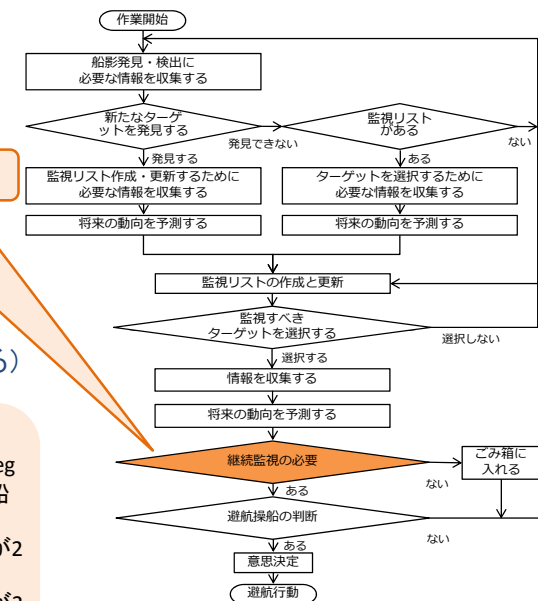 作業開始
船影発見・検出に
必要な情報を収集する
新たなターゲ
ットを発見する
監視リスト
がある
発見できない
ない
発見する
ある
監視リスト作成・更新するために
必要な情報を収集する
ターゲットを選択するために
必要な情報を収集する
将来の動向を予測する
将来の動向を予測する
監視リストの作成と更新
監視すべき
ターゲットを選択する
選択しない
選択する
る）
情報を収集する
将来の動向を予測する
継続監視の必要
ごみ箱に
入れる
ない
ある
eg
船
避航操船の判断
ない
ある
が2
意思決定
避航行動